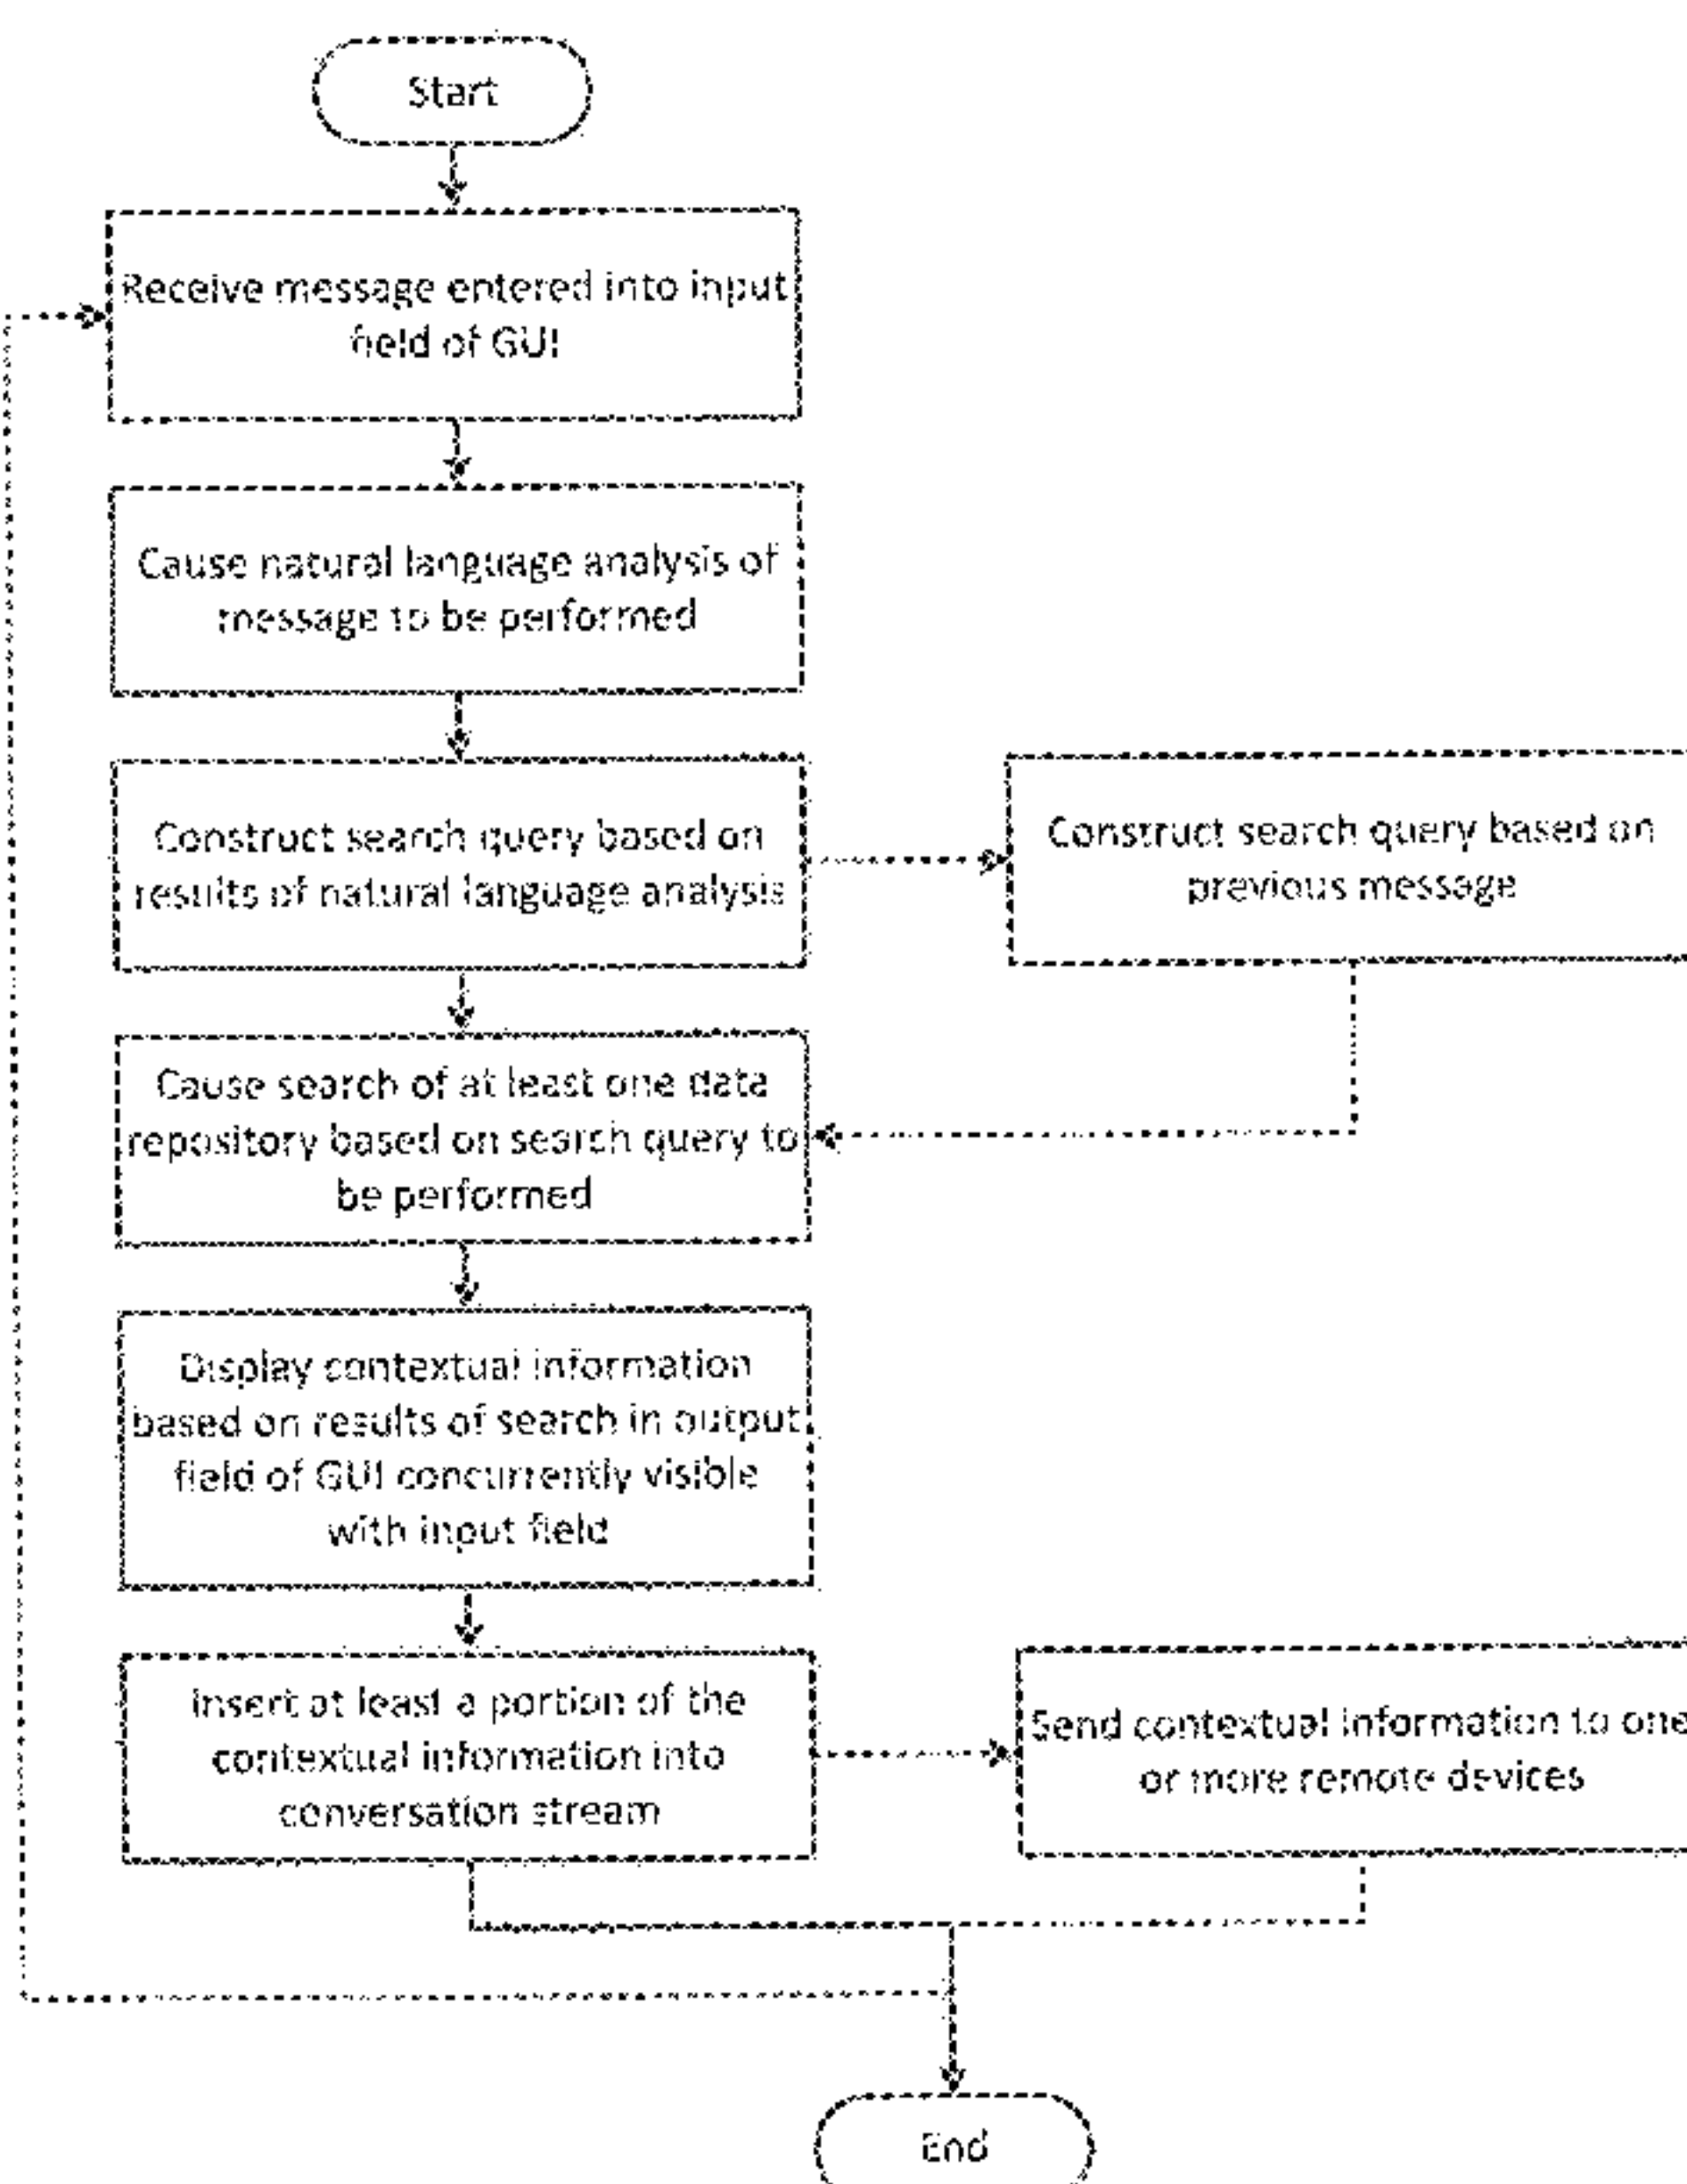 Start
Receive message entered into input
field of GUI
Cause natural language analysis of
message to be performed
Construct search query based on
results of natural language analysis
Construct search query based on
previous message
Cause search of at least one data
repository based on search query to
be performed
Display contextual information
based on results of search in output
field of GUI concurrently visible
with input field
Insert at least a portion of the
contextual information into
conversation stream
Send contextual information to one
or more remote devices
End